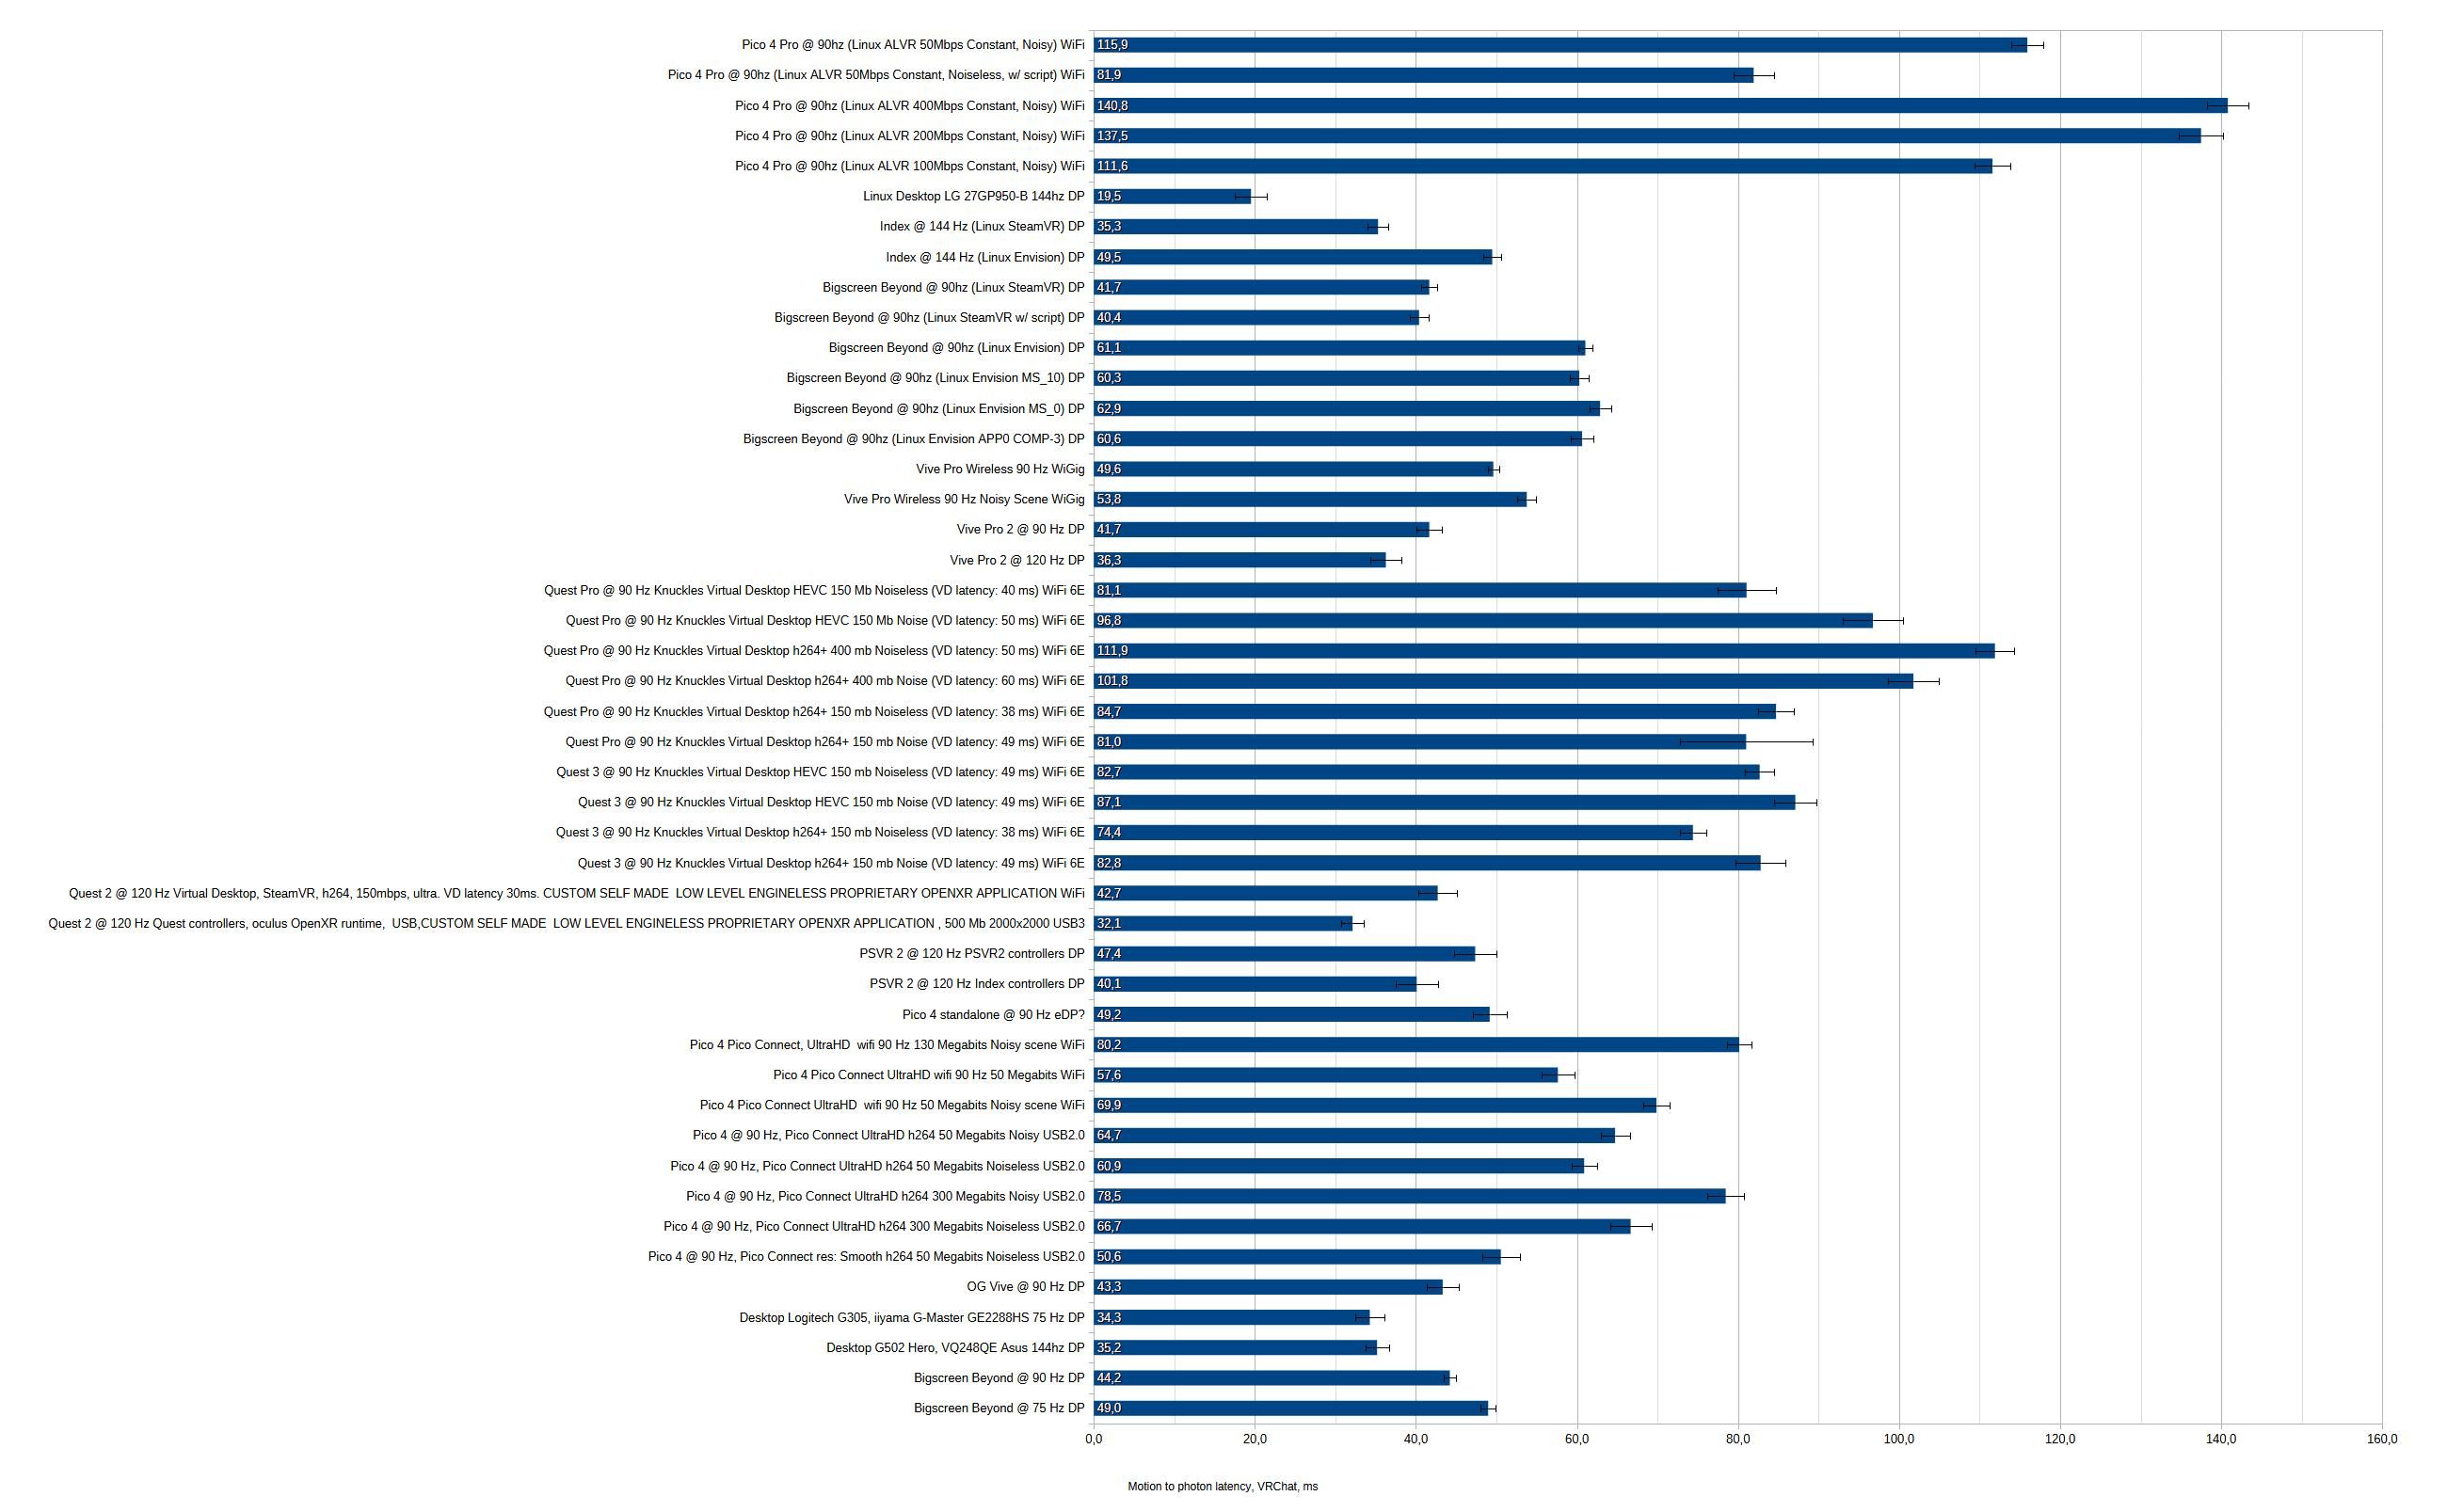 Pico 4 Pro @ 90hz (Linux ALVR 50Mbps Constant, Noisy) WiFi 115,9
Pico 4 Pro @ 90hz (Linux ALVR 50Mbps Constant, Noiseless, w/ script) WiFi 81,9
Pico 4 Pro @ 90hz (Linux ALVR 400Mbps Constant, Noisy) WiFi 140,8
Pico 4 Pro @ 90hz (Linux ALVR 200Mbps Constant, Noisy) WiFi 137,5
Pico 4 Pro @ 90hz (Linux ALVR 100Mbps Constant, Noisy) WiFi 111,6
Linux Desktop LG 27GP950-B 144hz DP 19,5
Index @ 144 Hz (Linux SteamVR) DP 35,3
Index @ 144 Hz (Linux Envision) DP 49,5
Bigscreen Beyond @ 90hz (Linux SteamVR) DP 41,7
Bigscreen Beyond @ 90hz (Linux SteamVR w/ script) DP 40,4
Bigscreen Beyond @ 90hz (Linux Envision) DP 61,1
Bigscreen Beyond @ 90hz (Linux Envision MS_10) DP 60,3
Bigscreen Beyond @ 90hz (Linux Envision MS_0) DP 62,9
Bigscreen Beyond @ 90hz (Linux Envision APP0 COMP-3) DP 60,6
Vive Pro Wireless 90 Hz WiGig 49,6
Vive Pro Wireless 90 Hz Noisy Scene WiGig 53,8
Vive Pro 2 @ 90 Hz DP 41,7
Vive Pro 2 @ 120 Hz DP 36,3
Quest Pro @ 90 Hz Knuckles Virtual Desktop HEVC 150 Mb Noiseless (VD latency: 40 ms) WiFi 6E 81,1
Quest Pro @ 90 Hz Knuckles Virtual Desktop HEVC 150 Mb Noise (VD latency: 50 ms) WiFi 6E 96,8
Quest Pro @ 90 Hz Knuckles Virtual Desktop h264+ 400 mb Noiseless (VD latency: 50 ms) WiFi 6E 111,9
Quest Pro @ 90 Hz Knuckles Virtual Desktop h264+ 400 mb Noise (VD latency: 60 ms) WiFi 6E 101,8
Quest Pro @ 90 Hz Knuckles Virtual Desktop h264+ 150 mb Noiseless (VD latency: 38 ms) WiFi 6E 84,7
Quest Pro @ 90 Hz Knuckles Virtual Desktop h264+ 150 mb Noise (VD latency: 49 ms) WiFi 6E 81,0
Quest 3 @ 90 Hz Knuckles Virtual Desktop HEVC 150 mb Noiseless (VD latency: 49 ms) WiFi 6E 82,7
Quest 3 @ 90 Hz Knuckles Virtual Desktop HEVC 150 mb Noise (VD latency: 49 ms) WiFi 6E 87,1
Quest 3 @ 90 Hz Knuckles Virtual Desktop h264+ 150 mb Noiseless (VD latency: 38 ms) WiFi 6E 74,4
Quest 3 @ 90 Hz Knuckles Virtual Desktop h264+ 150 mb Noise (VD latency: 49 ms) WiFi 6E 82,8
Quest 2 @ 120 Hz Virtual Desktop, SteamVR, h264, 150mbps, ultra. VD latency 30ms. CUSTOM SELF MADE  LOW LEVEL ENGINELESS PROPRIETARY OPENXR APPLICATION WiFi 42,7
Quest 2 @ 120 Hz Quest controllers, oculus OpenXR runtime,  USB,CUSTOM SELF MADE  LOW LEVEL ENGINELESS PROPRIETARY OPENXR APPLICATION , 500 Mb 2000x2000 USB3 32,1
PSVR 2 @ 120 Hz PSVR2 controllers DP 47,4
PSVR 2 @ 120 Hz Index controllers DP 40,1
Pico 4 standalone @ 90 Hz eDP? 49,2
Pico 4 Pico Connect, UltraHD  wifi 90 Hz 130 Megabits Noisy scene WiFi 80,2
Pico 4 Pico Connect UltraHD wifi 90 Hz 50 Megabits WiFi 57,6
Pico 4 Pico Connect UltraHD  wifi 90 Hz 50 Megabits Noisy scene WiFi 69,9
Pico 4 @ 90 Hz, Pico Connect UltraHD h264 50 Megabits Noisy USB2.0 64,7
Pico 4 @ 90 Hz, Pico Connect UltraHD h264 50 Megabits Noiseless USB2.0 60,9
Pico 4 @ 90 Hz, Pico Connect UltraHD h264 300 Megabits Noisy USB2.0 78,5
Pico 4 @ 90 Hz, Pico Connect UltraHD h264 300 Megabits Noiseless USB2.0 66,7
Pico 4 @ 90 Hz, Pico Connect res: Smooth h264 50 Megabits Noiseless USB2.0 50,6
OG Vive @ 90 Hz DP 43,3
Desktop Logitech G305, iiyama G-Master GE2288HS 75 Hz DP 34,3
Desktop G502 Hero, VQ248QE Asus 144hz DP 35,2
Bigscreen Beyond @ 90 Hz DP 44,2
Bigscreen Beyond @ 75 Hz DP 49,0
0,0 20,0 40,0 60,0 80,0 100,0 120,0 140,0 160,0
Motion to photon latency, VRChat, ms